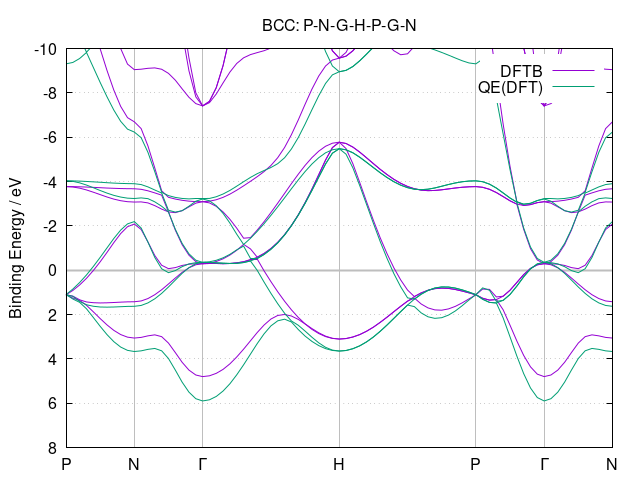 BCC: P-N-G-H-P-G-N
-10
DFTB
QE(DFT)
-8
-6
-4
-2
0
2
4
6
8
Binding Energy / eV
P N Γ H P Γ N